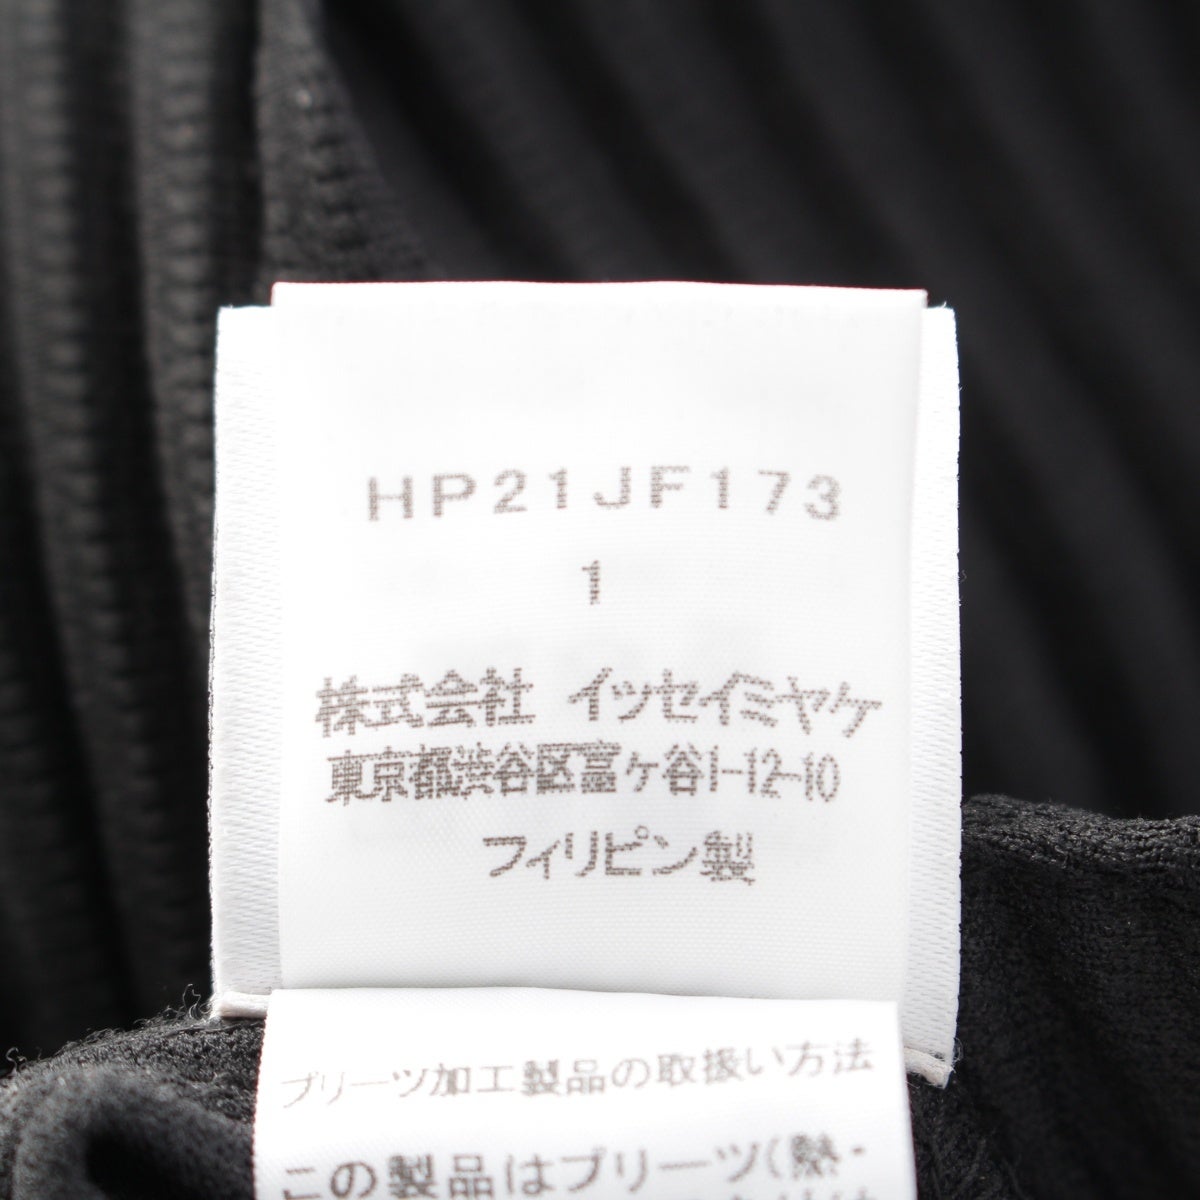 HP21JF173
1
株式会社 イッセイミヤケ
東京都渋谷区富ヶ谷1-12-10
フィリピン製
プリーツ加工製品の取扱い方法
この製品はプリーツ(熱・